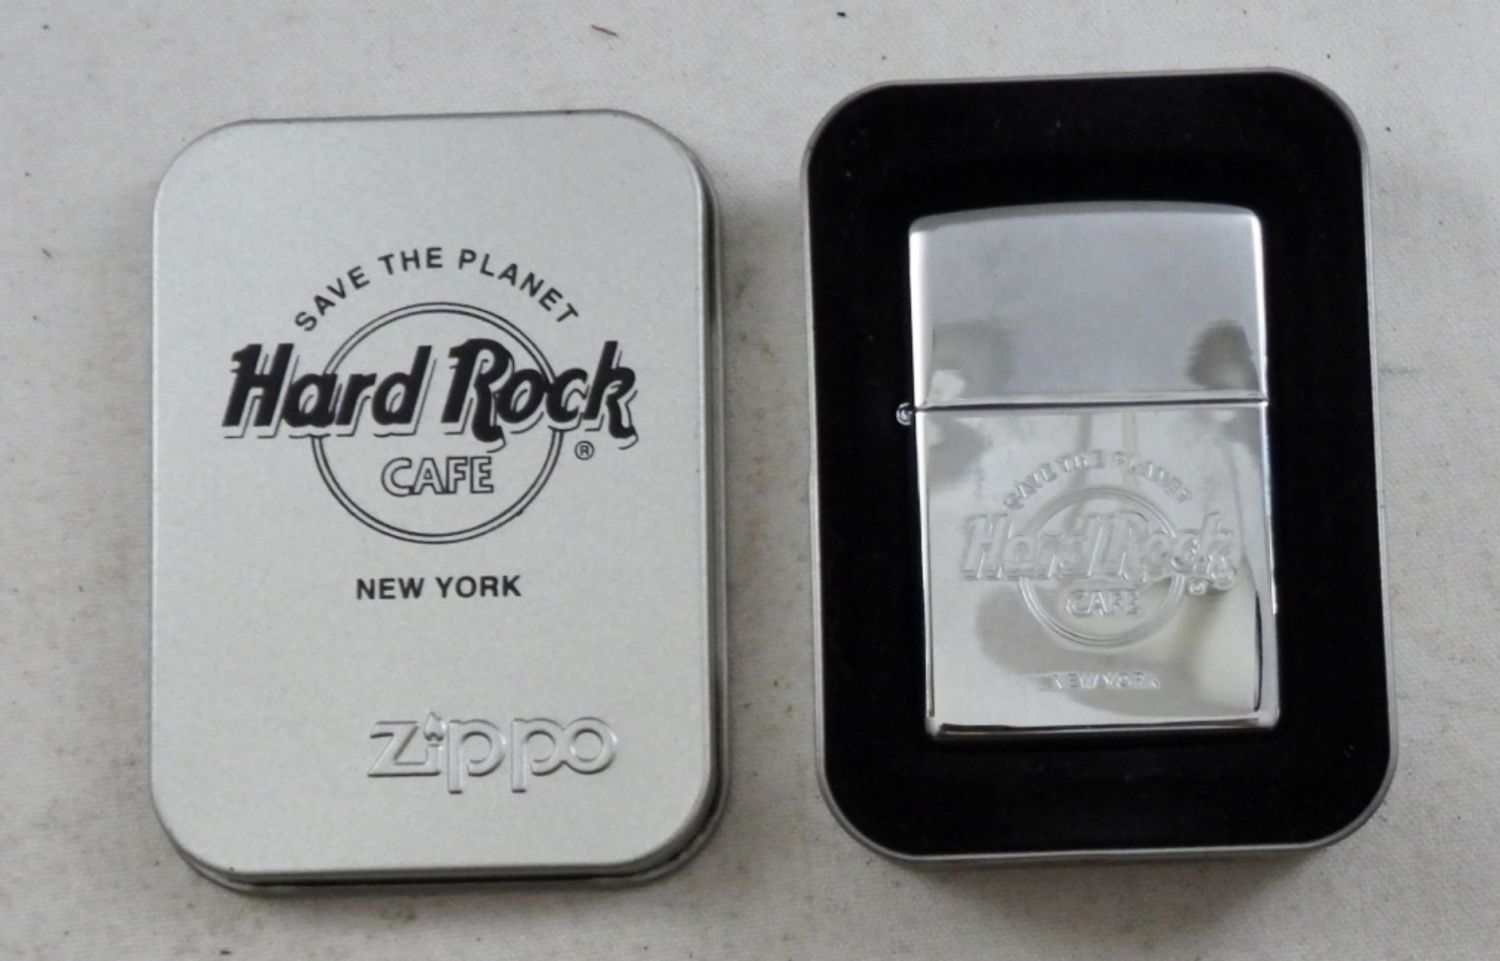 SAVE THE PLANET
Hard Rock
®
CAFE
NEW YORK
zippo
SAVE THE PLANET
Hard Rock
®
CAFE
NEW YORK